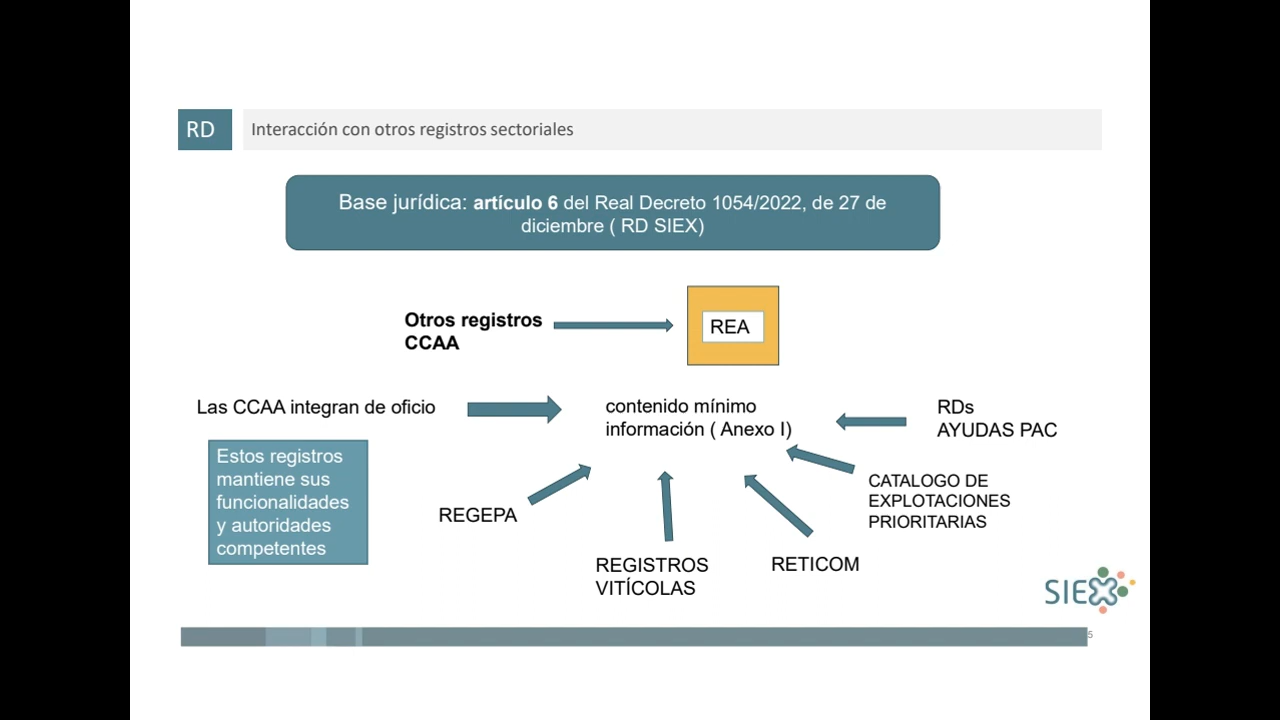 RD
Interacción con otros registros sectoriales
Base jurídica: artículo 6 del Real Decreto 1054/2022, de 27 de
diciembre ( RD SIEX)
Otros registros
CCAA
REA
Las CCAA integran de oficio
contenido mínimo
información ( Anexo I)
RDs
AYUDAS PAC
Estos registros
mantiene sus
funcionalidades
y autoridades
competentes
REGEPA
REGISTROS
VITÍCOLAS
RETICOM
CATALOGO DE
EXPLOTACIONES
PRIORITARIAS
SIEX
5